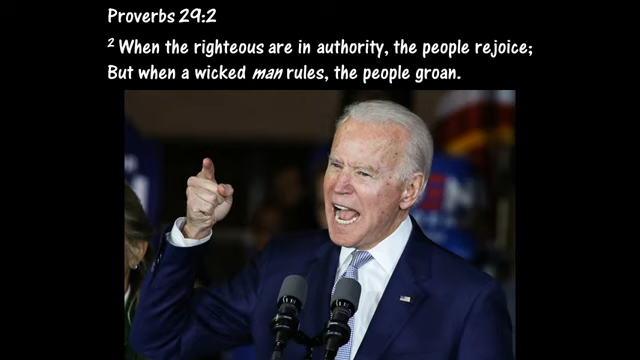 Proverbs 29:2
2 When the righteous are in authority, the people rejoice;
But when a wicked man rules, the people groan.